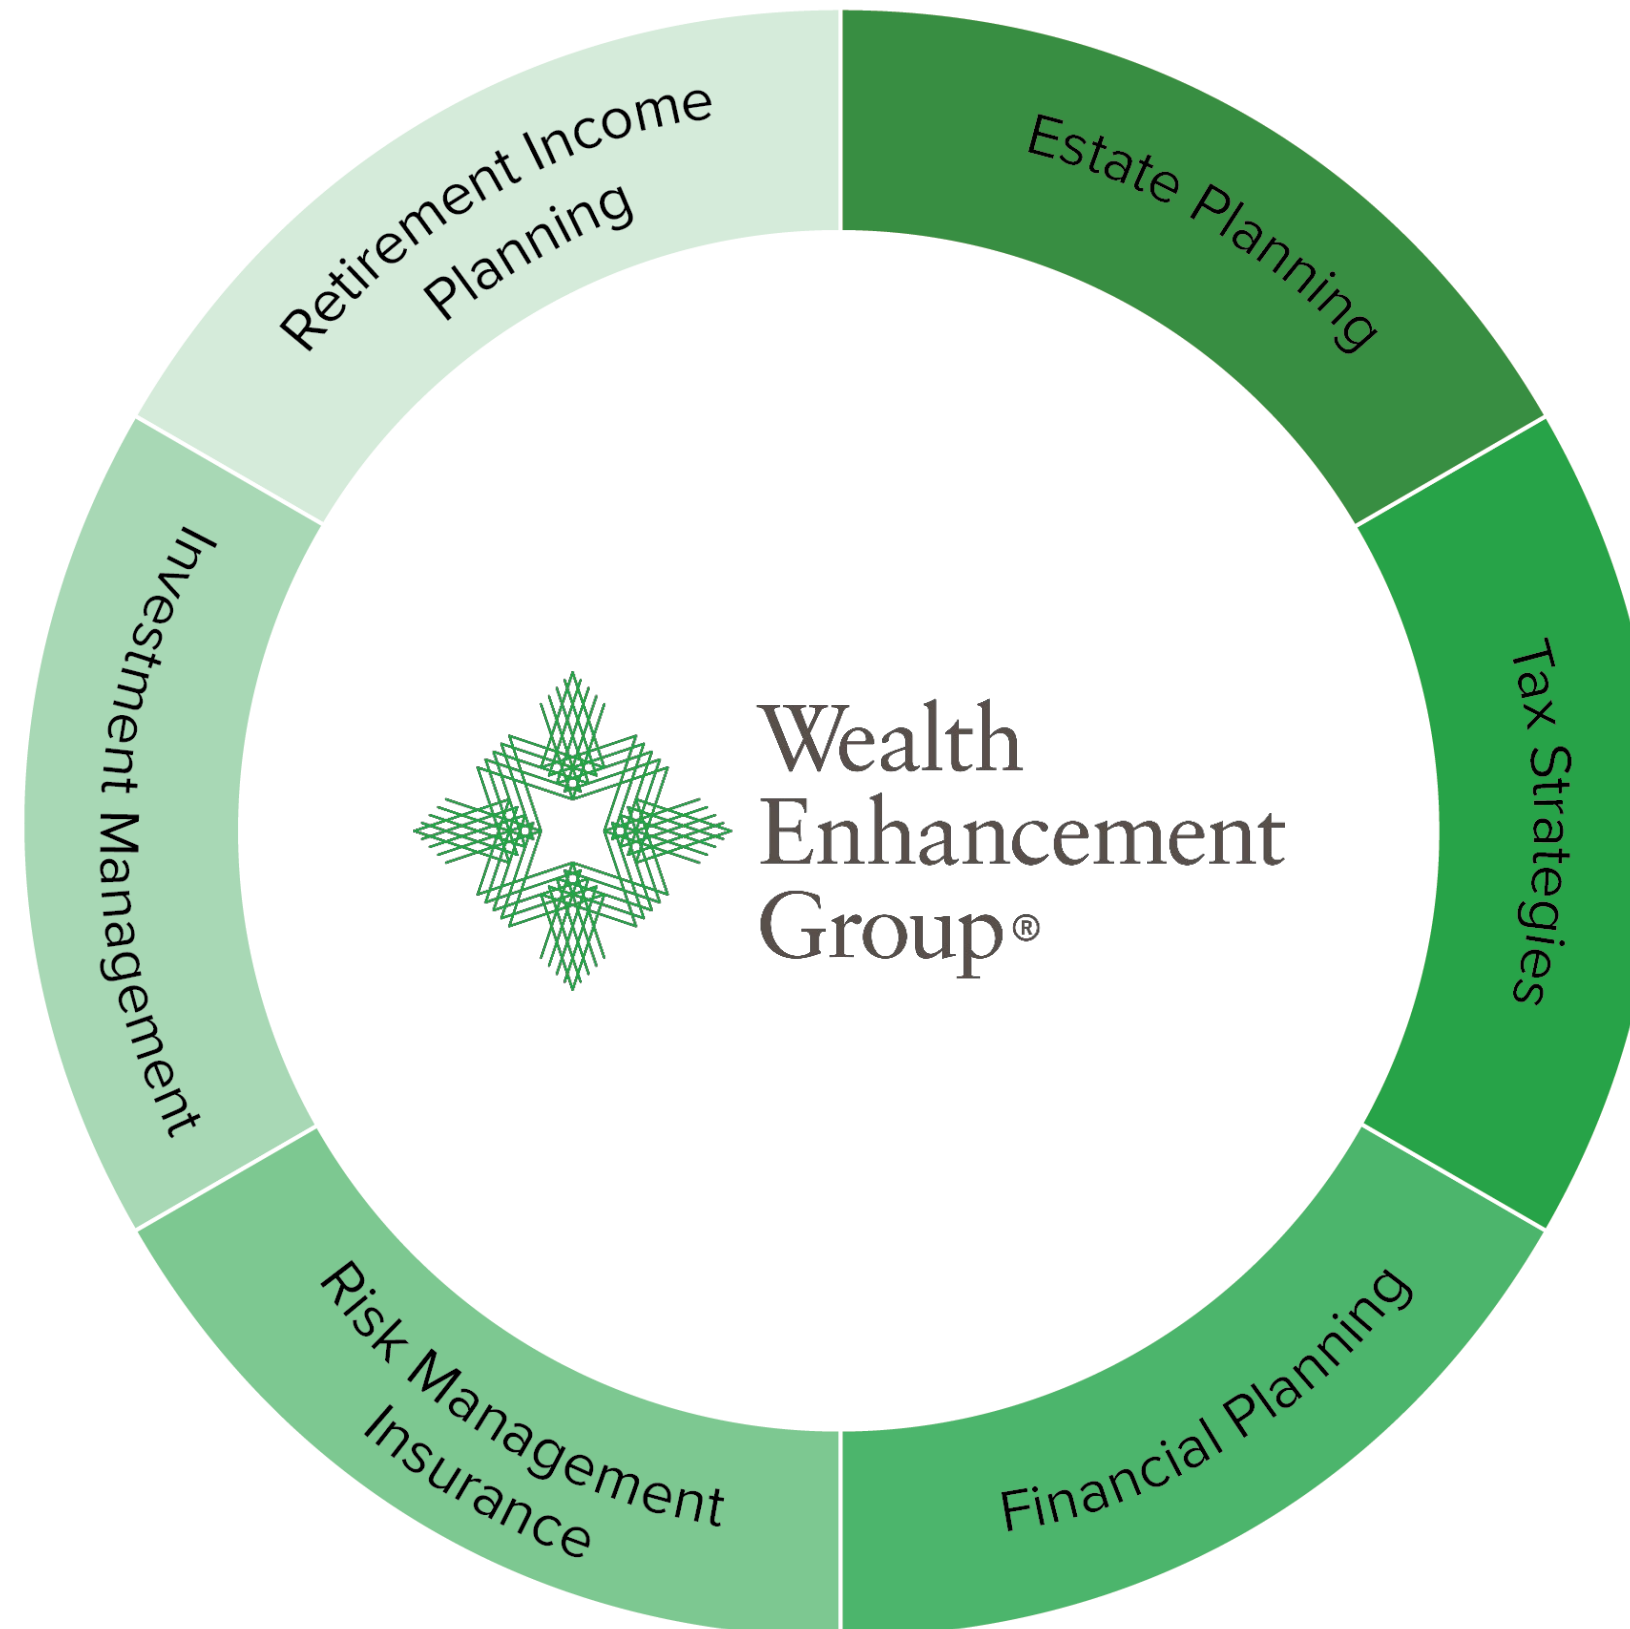 Retirement Income
Planning
Estate Planning
Tax Strategies
Financial Planning
Risk Management
Insurance
Investment Management
Wealth
Enhancement
Group®